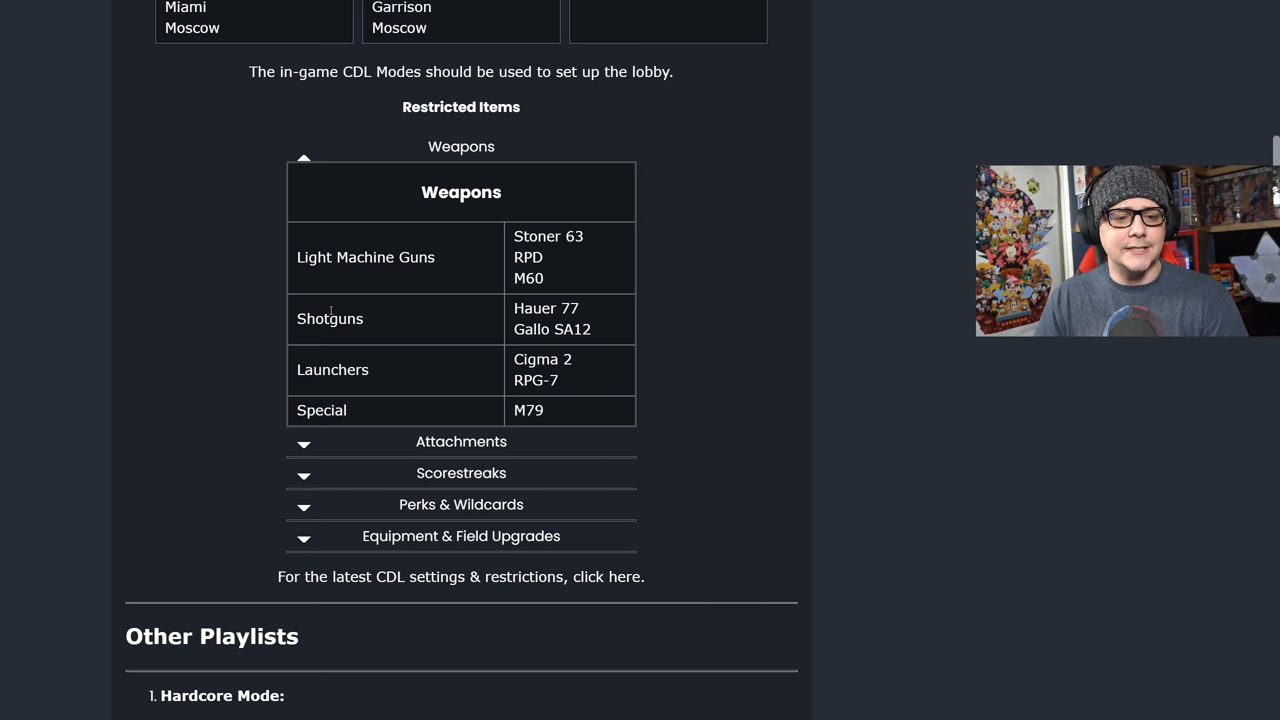 Miami
Moscow
Garrison
Moscow
The in-game CDL Modes should be used to set up the lobby.
Restricted Items
Weapons
Weapons
Light Machine Guns
Stoner 63
RPD
M60
Shotguns
Hauer 77
Gallo SA12
Launchers
Cigma 2
RPG-7
Special
M79
Attachments
Scorestreaks
Perks & Wildcards
Equipment & Field Upgrades
For the latest CDL settings & restrictions, click here.
Other Playlists
1. Hardcore Mode: